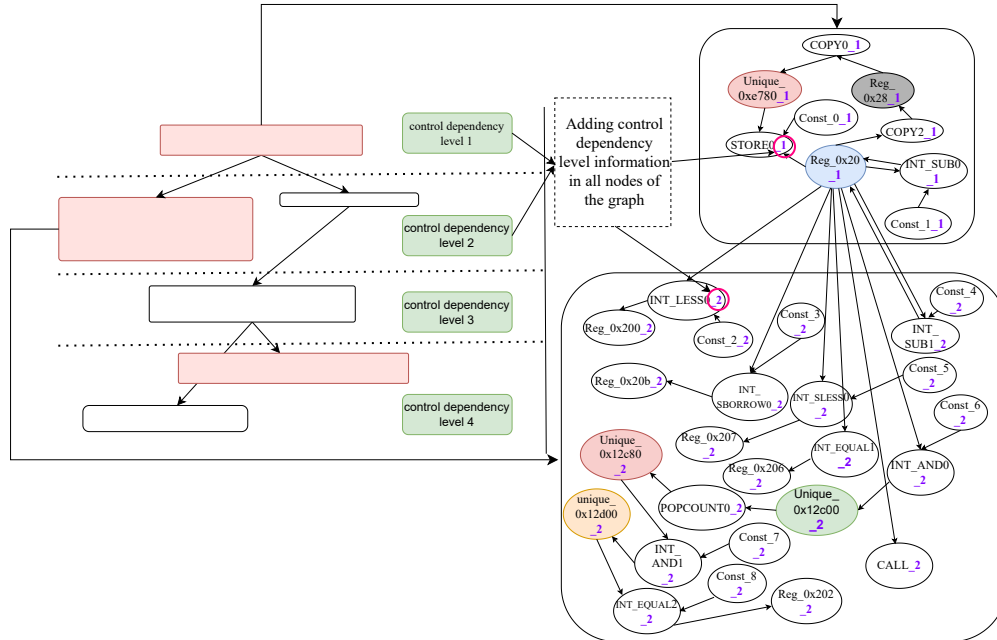 control dependency
level 1
control dependency
level 2
control dependency
level 3
control dependency
level 4
Adding control
dependency
level information
in all nodes of
the graph
COPY0_1
Unique_
0xe780_1
Reg_
0x28_1
Const_0_1
COPY2_1
STORE0_1
Reg_0x20
_1
INT_SUB0
_1
Const_1_1
INT_LESS0_2
Reg_0x200_2
Const_2_2
Const_3
_2
Const_4
_2
INT_
SUB1_2
Reg_0x20b_2
INT_
SBORROW0_2
INT_SLESS0
_2
Const_5
_2
Const_6
_2
Reg_0x207
_2
INT_EQUAL1
_2
Reg_0x206
_2
INT_AND0
_2
Unique_
0x12c80
_2
unique_
0x12d00
_2
POPCOUNT0_2
Unique_
0x12c00
_2
INT_
AND1
_2
Const_7
_2
CALL_2
Const_8
_2
INT_EQUAL2
_2
Reg_0x202
_2